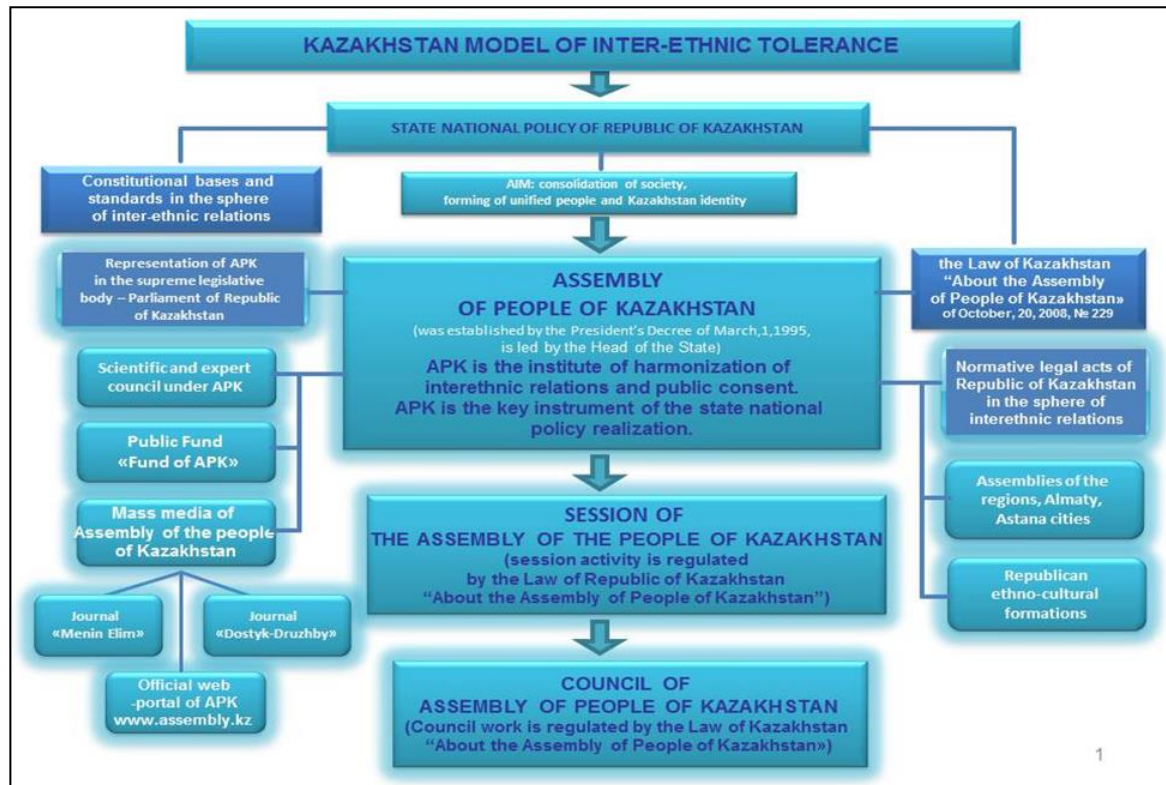 KAZAKHSTAN MODEL OF INTER-ETHNIC TOLERANCE
STATE NATIONAL POLICY OF REPUBLIC OF KAZAKHSTAN
Constitutional bases and
standards in the sphere
of inter-ethnic relations
AIM: consolidation of society,
forming of unified people and Kazakhstan identity
Representation of APK
in the supreme legislative
body – Parliament of Republic
of Kazakhstan
ASSEMBLY
OF PEOPLE OF KAZAKHSTAN
(was established by the President's Decree of March,1,1995,
is led by the Head of the State)
APK is the institute of harmonization of
interethnic relations and public consent.
APK is the key instrument of the state national
policy realization.
the Law of Kazakhstan
“About the Assembly
of People of Kazakhstan»
of October, 20, 2008, № 229
Scientific and expert
council under APK
Public Fund
«Fund of APK»
Mass media of
Assembly of the people
of Kazakhstan
Normative legal acts of
Republic of Kazakhstan
in the sphere of
interethnic relations
Assemblies of the
regions, Almaty,
Astana cities
Republican
ethno-cultural
formations
SESSION OF
THE ASSEMBLY OF THE PEOPLE OF KAZAKHSTAN
(session activity is regulated
by the Law of Republic of Kazakhstan
“About the Assembly of People of Kazakhstan”)
Journal
«Menin Elim»
Journal
«Dostyk-Druzhby»
Official web
-portal of APK
www.assembly.kz
COUNCIL OF
ASSEMBLY OF PEOPLE OF KAZAKHSTAN
(Council work is regulated by the Law of Kazakhstan
“About the Assembly of People of Kazakhstan»)
1